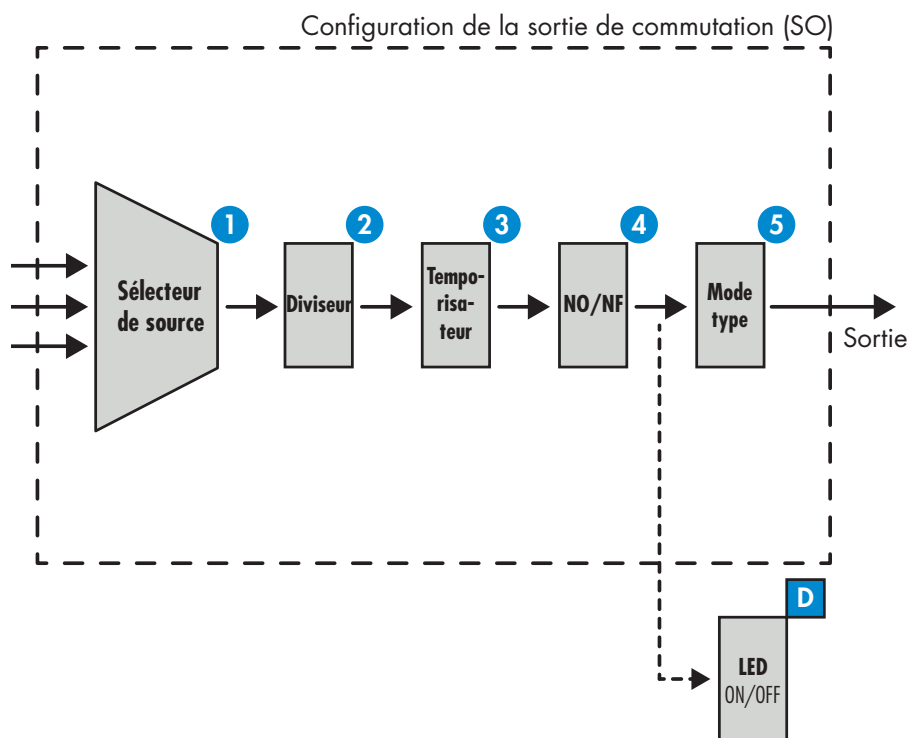 Configuration de la sortie de commutation (SO)
1
2
3
4
5
Sélecteur
de source
Diviseur
Tempo-
risa-
teur
NO/NF
Mode
type
Sortie
D
LED
ON/OFF